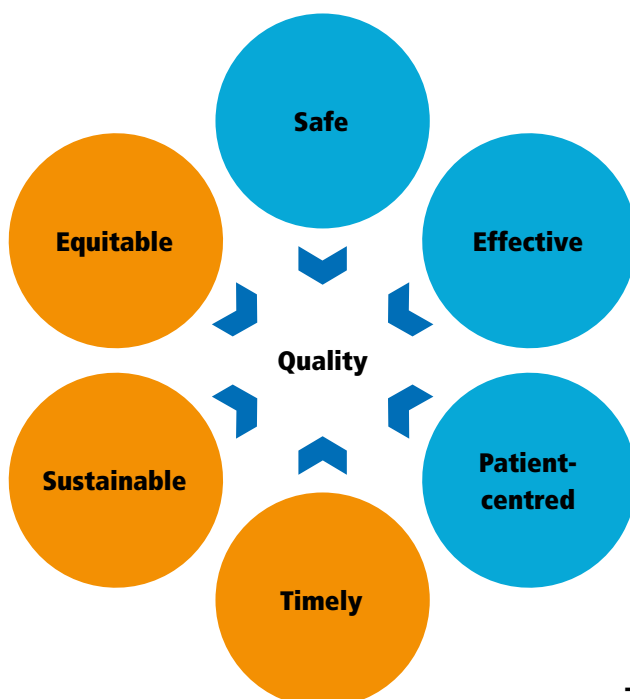 Safe
Equitable
Effective
Quality
Sustainable
Patient-
centred
Timely